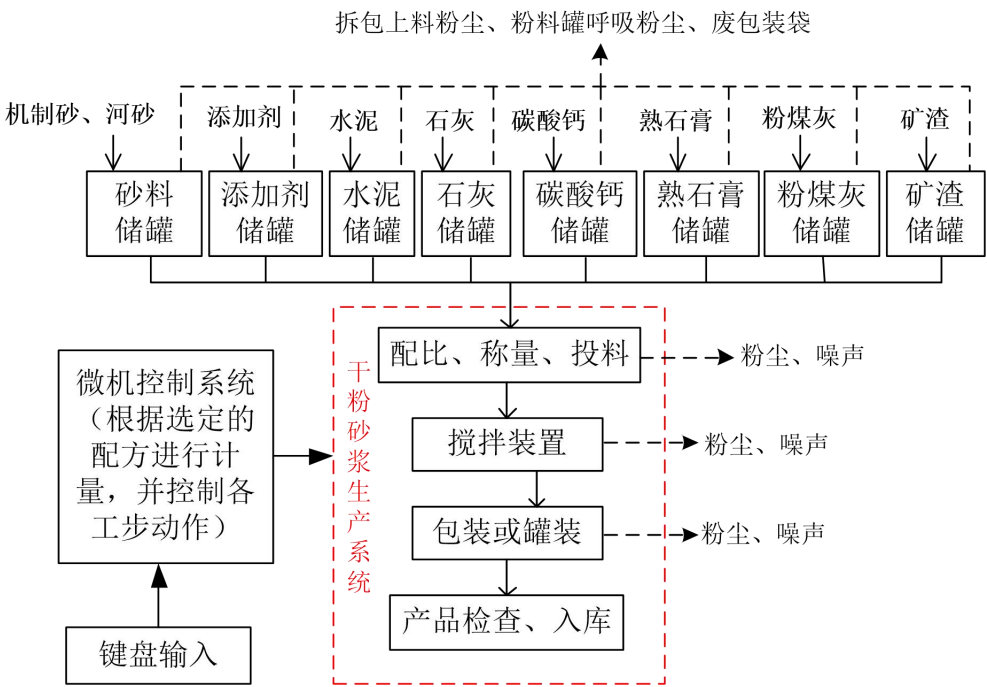 拆包上料粉尘、粉料罐呼吸粉尘、废包装袋
机制砂、河砂
添加剂
水泥
石灰
碳酸钙
熟石膏
粉煤灰
矿渣
砂料
储罐
添加剂
储罐
水泥
储罐
石灰
储罐
碳酸钙
储罐
熟石膏
储罐
粉煤灰
储罐
矿渣
储罐
配比、称量、投料
粉尘、噪声
微机控制系统
（根据选定的
配方进行计
量，并控制各
工步动作）
干粉砂浆生产系统
搅拌装置
粉尘、噪声
包装或罐装
粉尘、噪声
产品检查、入库
键盘输入